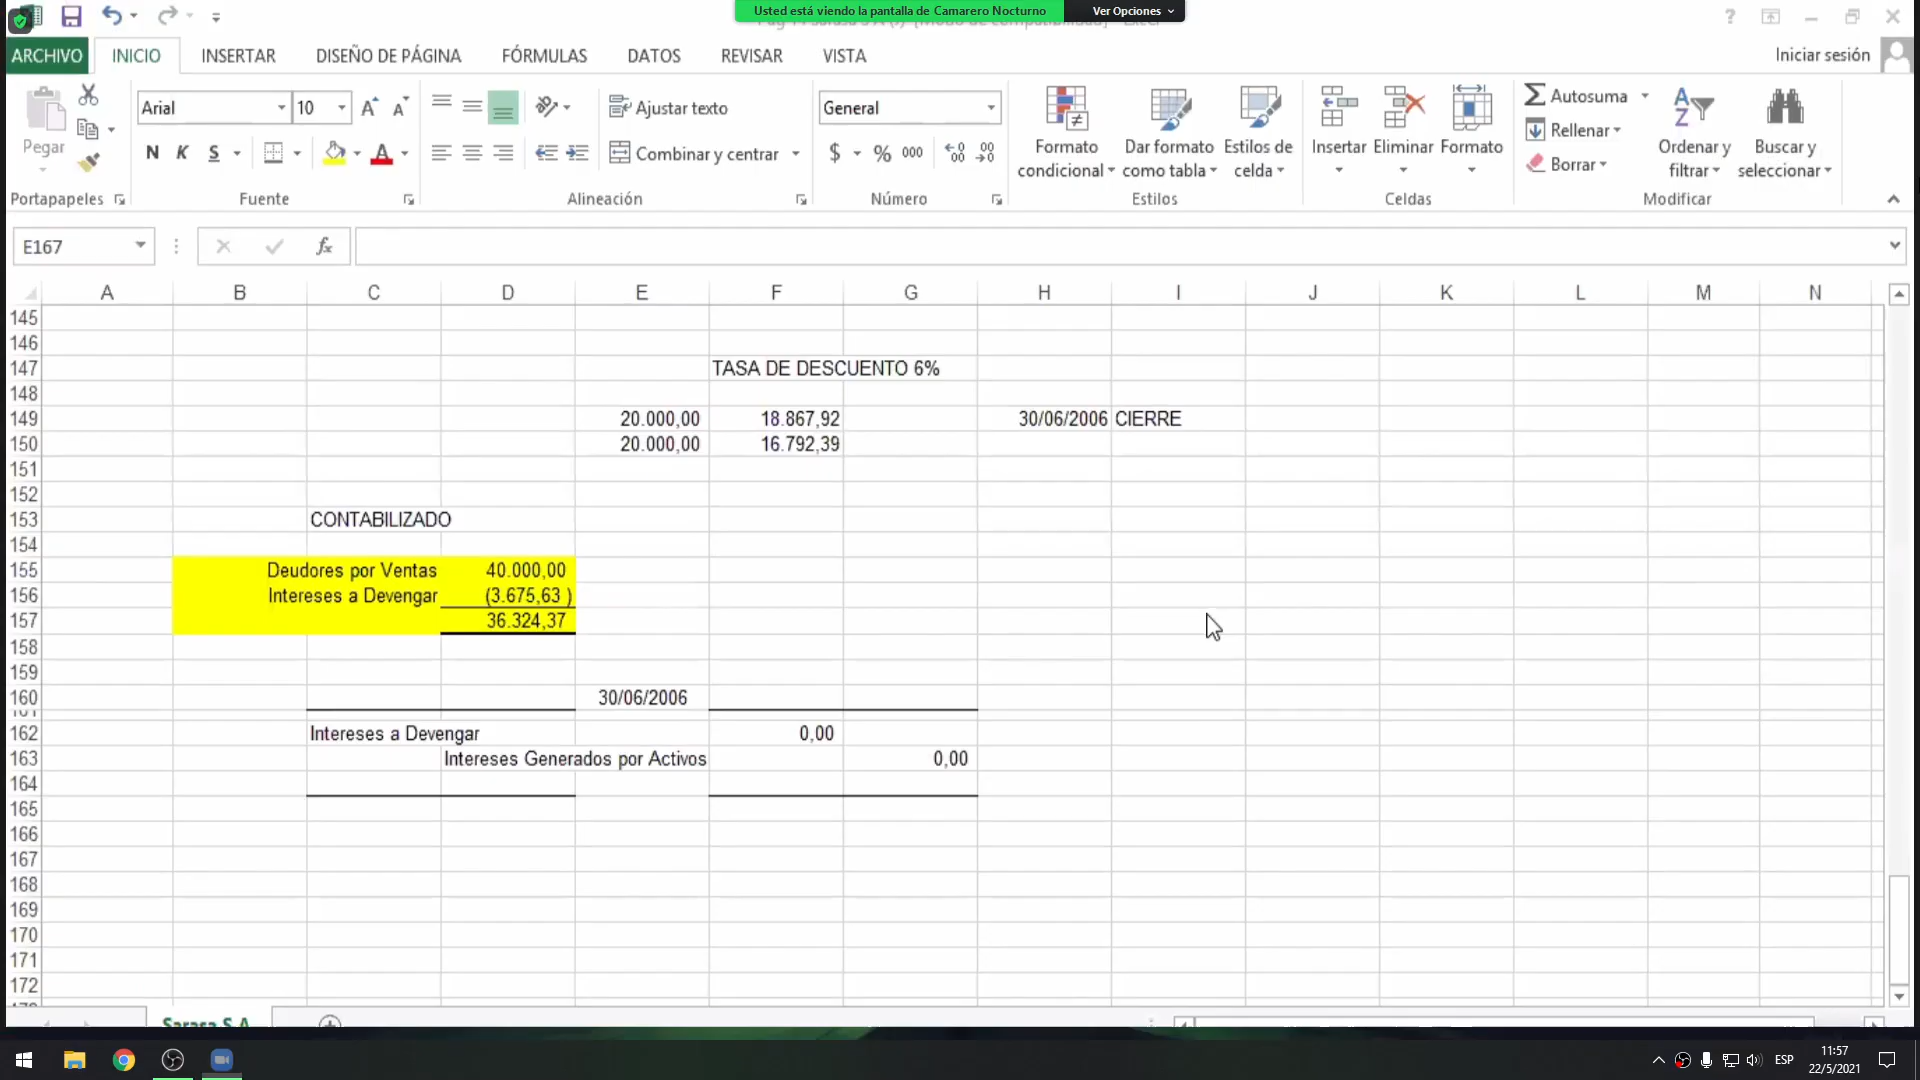 Usted está viendo la pantalla de Camarero Nocturno
Ver Opciones
ARCHIVO INICIO INSERTAR DISEÑO DE PÁGINA FÓRMULAS DATOS REVISAR VISTA Iniciar sesión
Arial 10 Ajustar texto General
Pegar N K S Combinar y centrar $ % 000
Formato condicional
Dar formato como tabla
Estilos de celda
Insertar Eliminar Formato
Autosuma
Rellenar
Borrar
Ordenar y filtrar
Buscar y seleccionar
Portapapeles Fuente Alineación Número Estilos Celdas Modificar
E167 fx
A B C D E F G H I J K L M N
145
146
147 TASA DE DESCUENTO 6%
148
149 20.000,00 18.867,92 30/06/2006 CIERRE
150 20.000,00 16.792,39
151
152
153 CONTABILIZADO
154
155 Deudores por Ventas 40.000,00
156 Intereses a Devengar (3.675,63 )
157 36.324,37
158
159
160 30/06/2006
162 Intereses a Devengar 0,00
163 Intereses Generados por Activos 0,00
164
165
166
167
168
169
170
171
172
Sarasa S.A.
ESP
11:57
22/5/2021